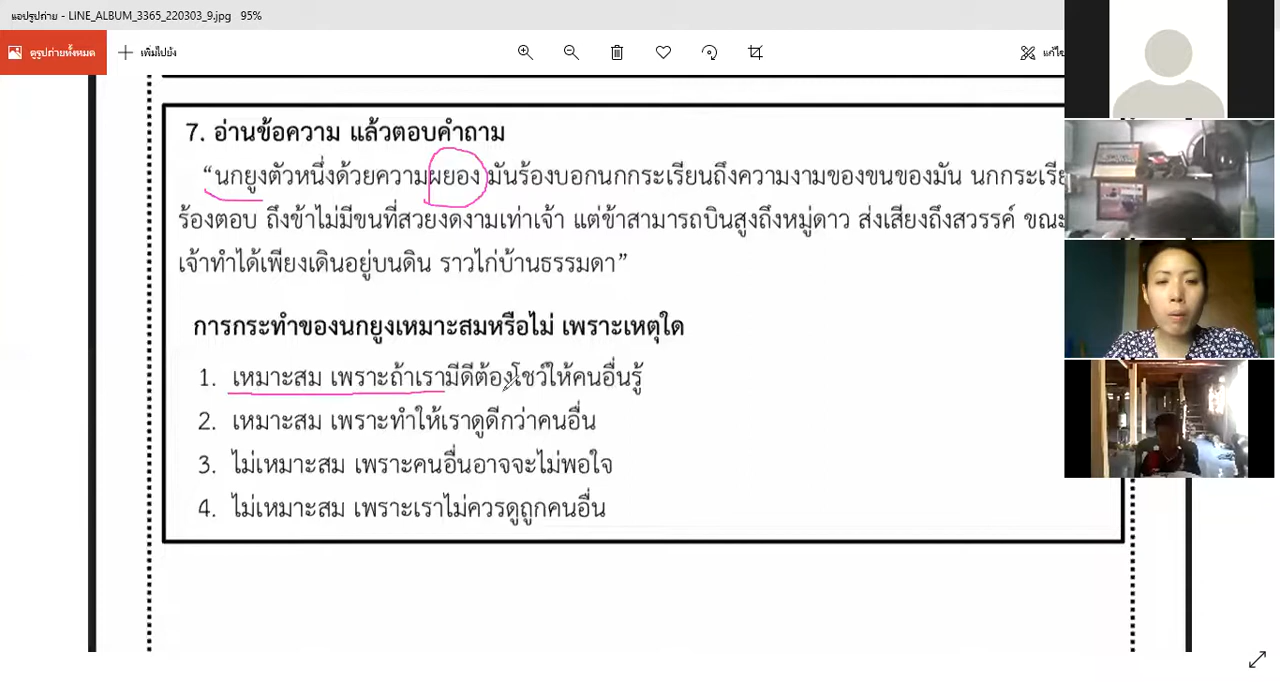 แอปรูปถ่าย - LINE_ALBUM_3365_220303_9.jpg 95%
ดูรูปถ่ายทั้งหมด เพิ่มไปยัง
7. อ่านข้อความ แล้วตอบคำถาม
“นกยูงตัวหนึ่งด้วยความผยอง มันร้องบอกนกกระเรียนถึงความงามของขนของมัน
ร้องตอบ ถึงข้าไม่มีขนที่สวยงดงามเท่าเจ้า แต่ข้าสามารถบินสูงถึงหมู่ดาว ส่งเสียงถึงสวรรค์ ขณะ
เจ้าทำได้เพียงเดินอยู่บนดิน ราวไก่บ้านธรรมดา”
การกระทำของนกยูงเหมาะสมหรือไม่ เพราะเหตุใด
1. เหมาะสม เพราะถ้าเรามีดีต้องโชว์ให้คนอื่นรู้
2. เหมาะสม เพราะทำให้เราดูดีกว่าคนอื่น
3. ไม่เหมาะสม เพราะคนอื่นอาจจะไม่พอใจ
4. ไม่เหมาะสม เพราะเราไม่ควรดูถูกคนอื่น